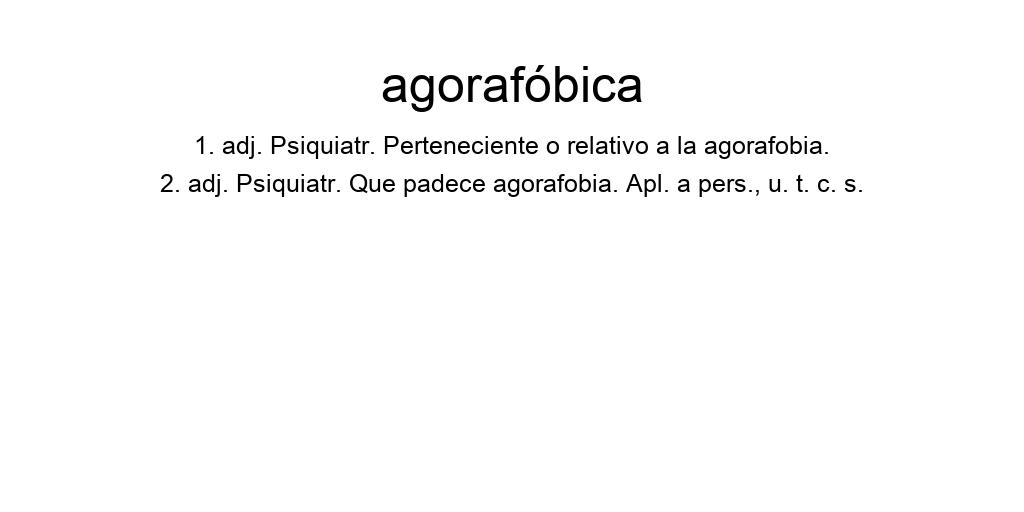 agorafóbica
1. adj. Psiquiatr. Perteneciente o relativo a la agorafobia.
2. adj. Psiquiatr. Que padece agorafobia. Apl. a pers., u. t. c. s.